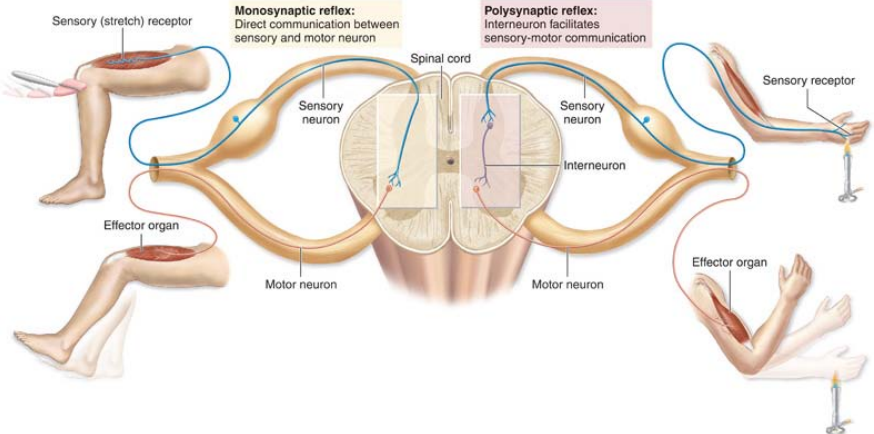 Sensory (stretch) receptor
Monosynaptic reflex:
Direct communication between
sensory and motor neuron
Polysynaptic reflex:
Interneuron facilitates
sensory-motor communication
Spinal cord
Sensory
neuron
Sensory
neuron
Sensory receptor
Interneuron
Effector organ
Motor neuron
Motor neuron
Effector organ